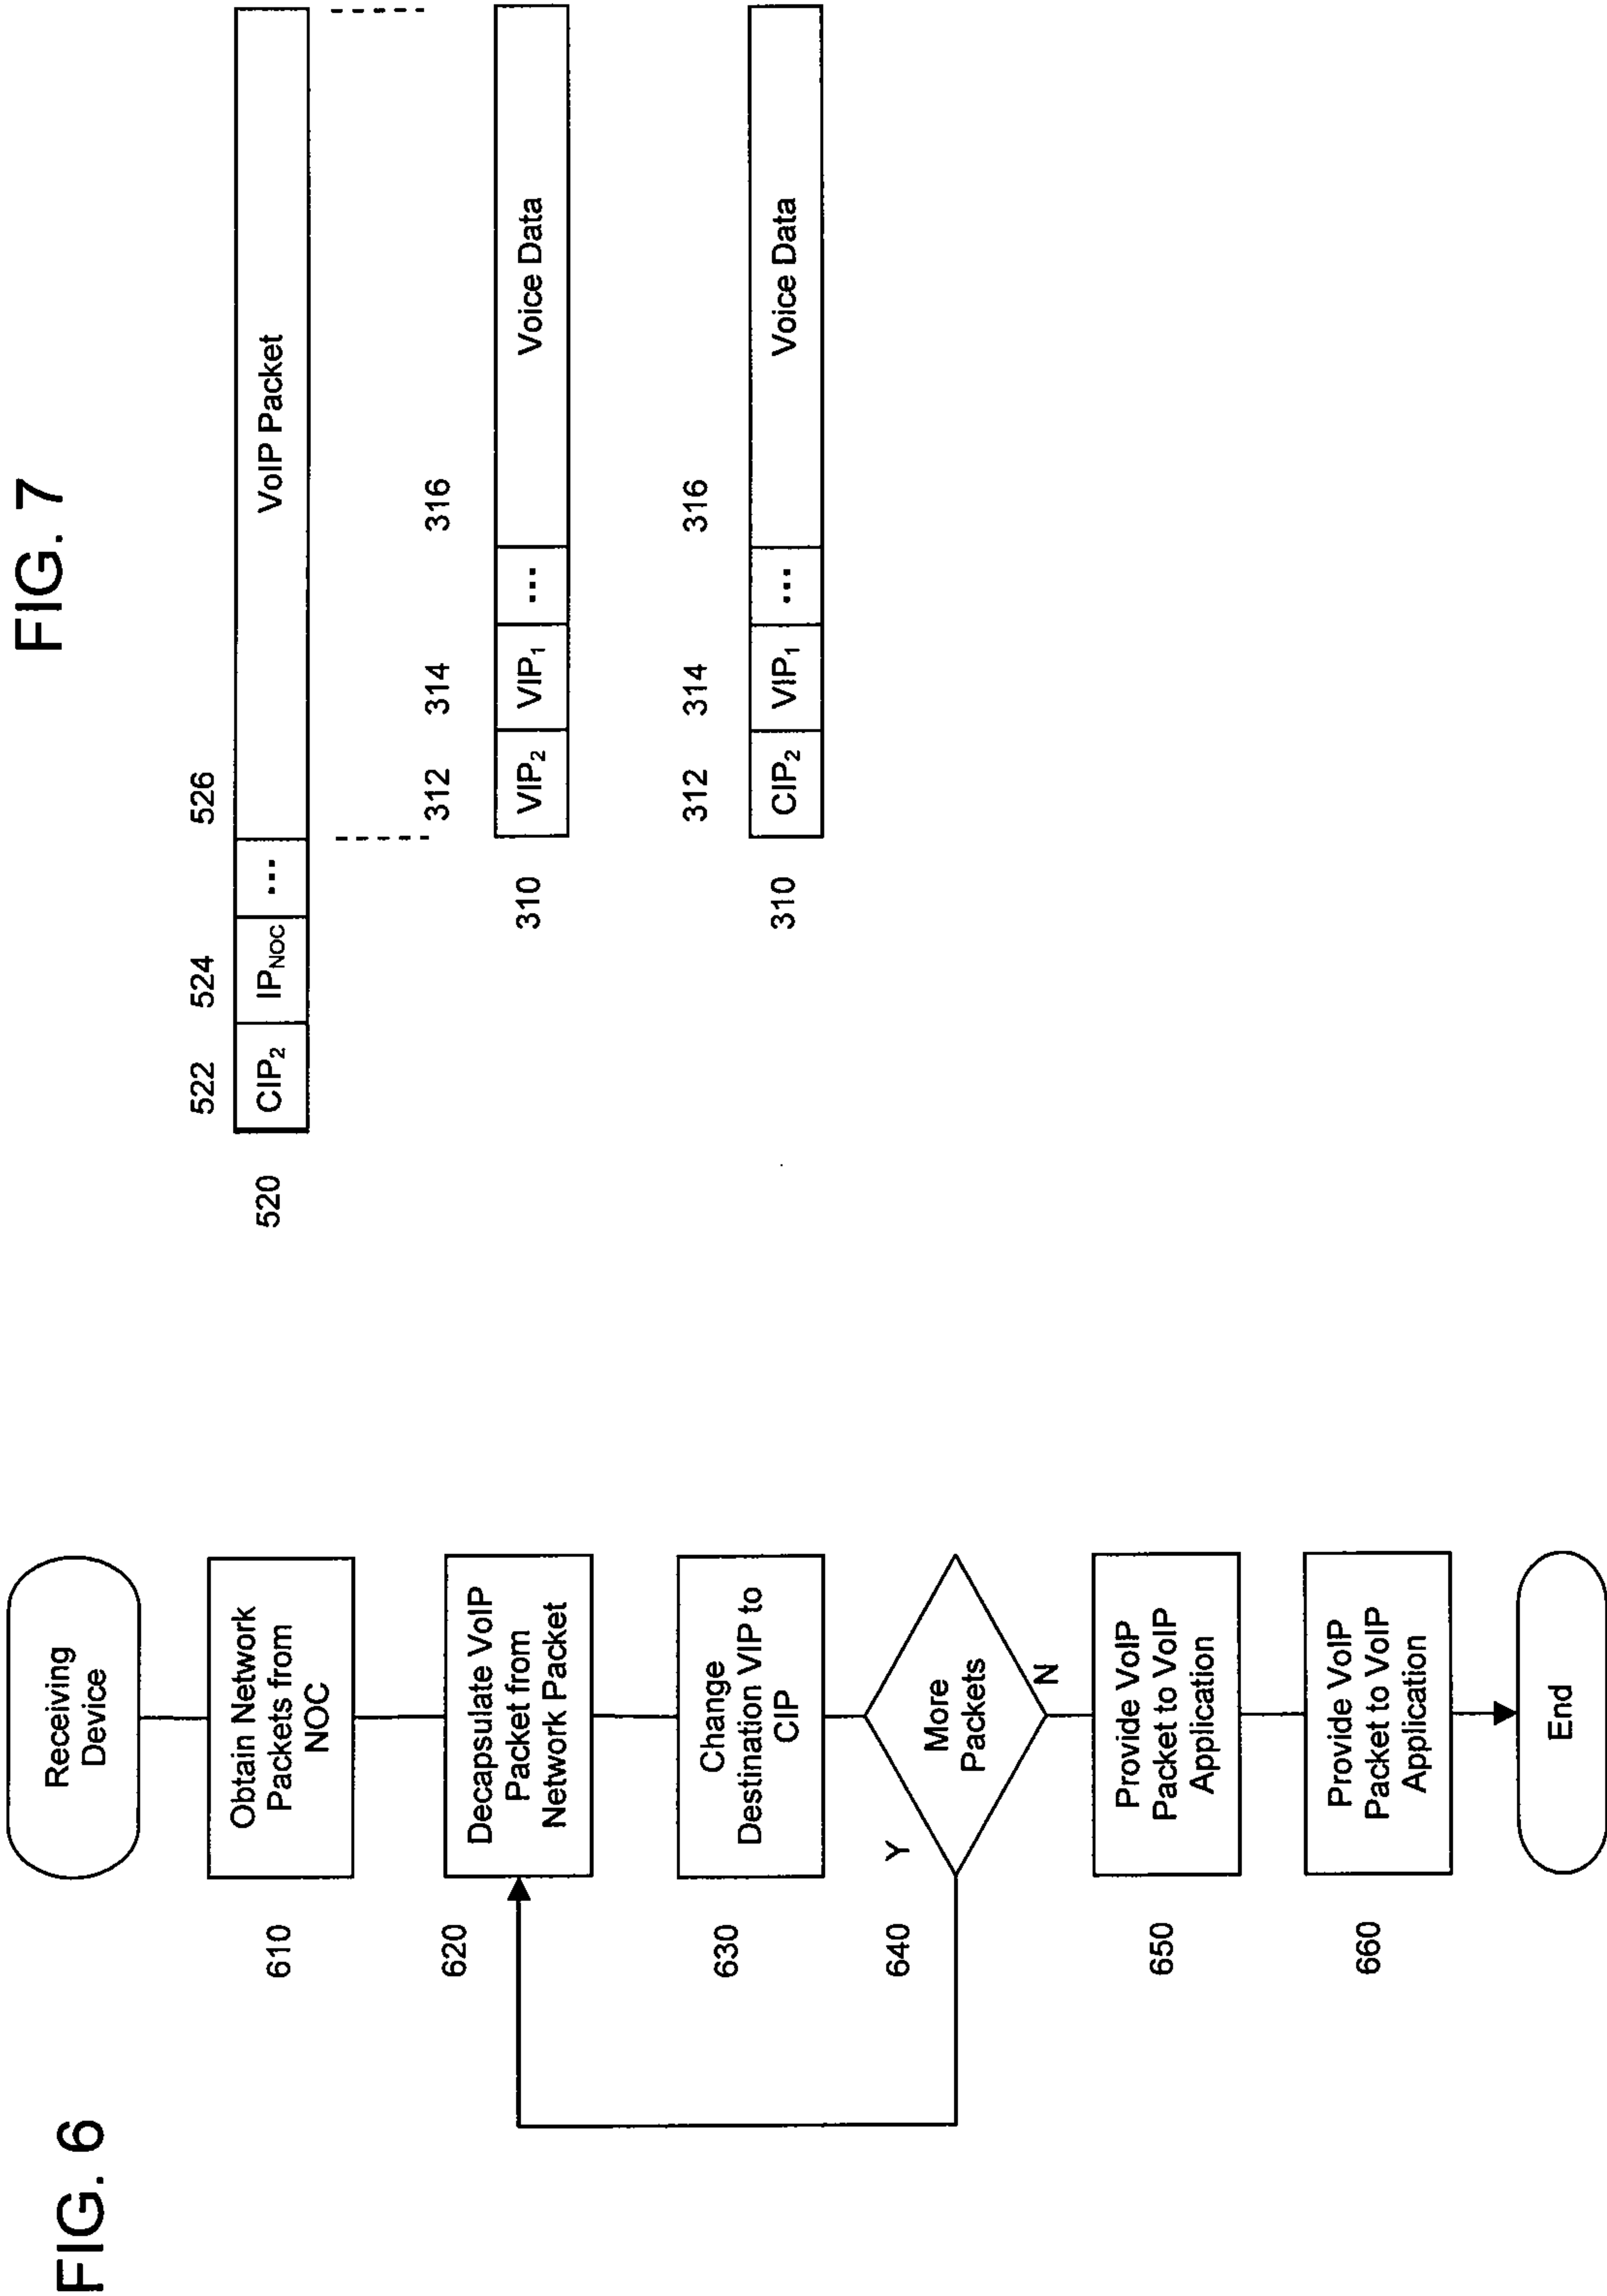 FIG. 6
Receiving
Device
610
Obtain Network
Packets from
NOC
620
Decapsulate VoIP
Packet from
Network Packet
630
Change
Destination VIP to
CIP
640
Y
More
Packets
N
650
Provide VoIP
Packet to VoIP
Application
660
Provide VoIP
Packet to VoIP
Application
End
FIG. 7
522 524 526
520 CIP₂ IP_NOC ... VoIP Packet
312 314 316
310 VIP₂ VIP₁ ... Voice Data
312 314 316
310 CIP₂ VIP₁ ... Voice Data